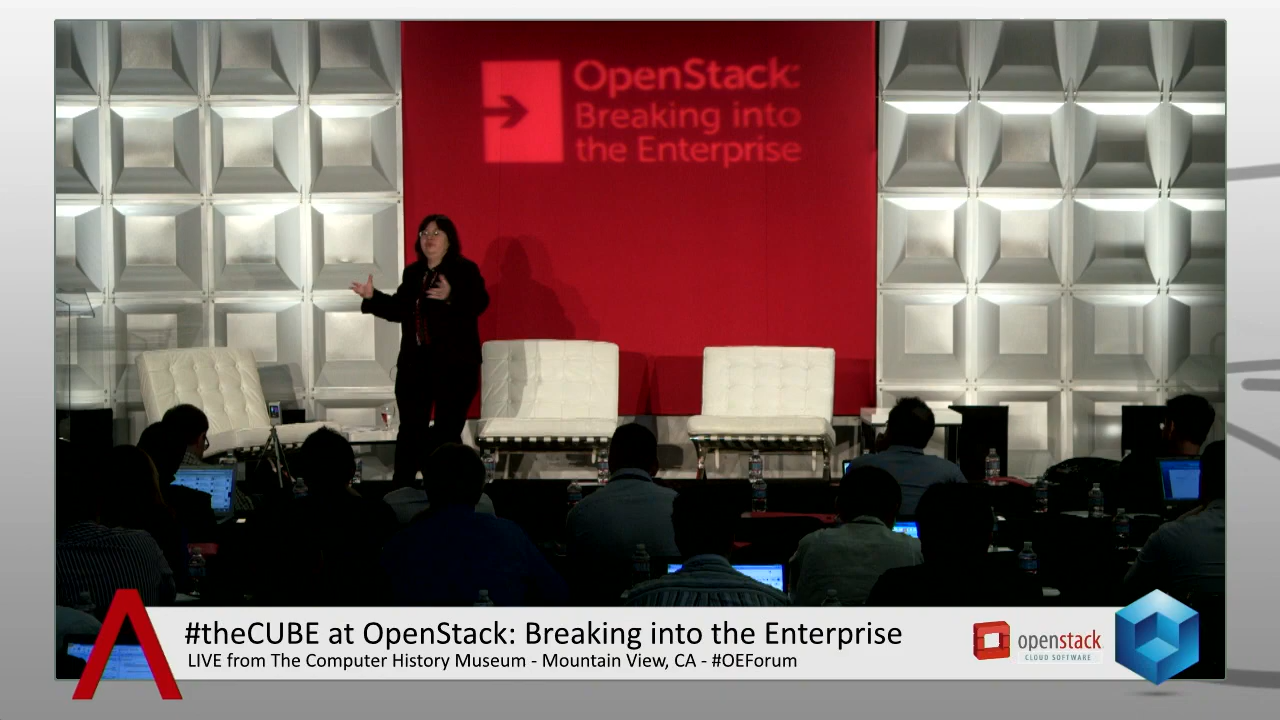 OpenStack:
Breaking into
the Enterprise
#theCUBE at OpenStack: Breaking into the Enterprise
LIVE from The Computer History Museum - Mountain View, CA - #OEForum
openstack
CLOUD SOFTWARE